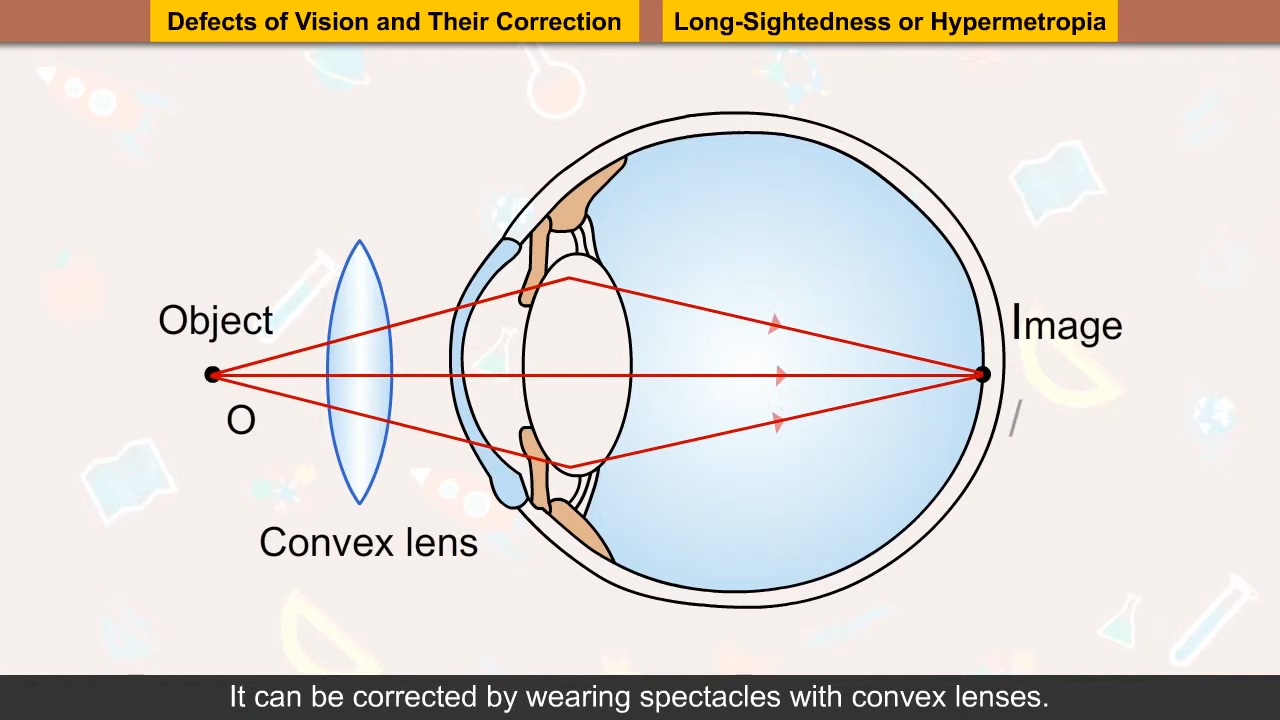 Defects of Vision and Their Correction
Long-Sightedness or Hypermetropia
Object
Image
O
I
Convex lens
It can be corrected by wearing spectacles with convex lenses.